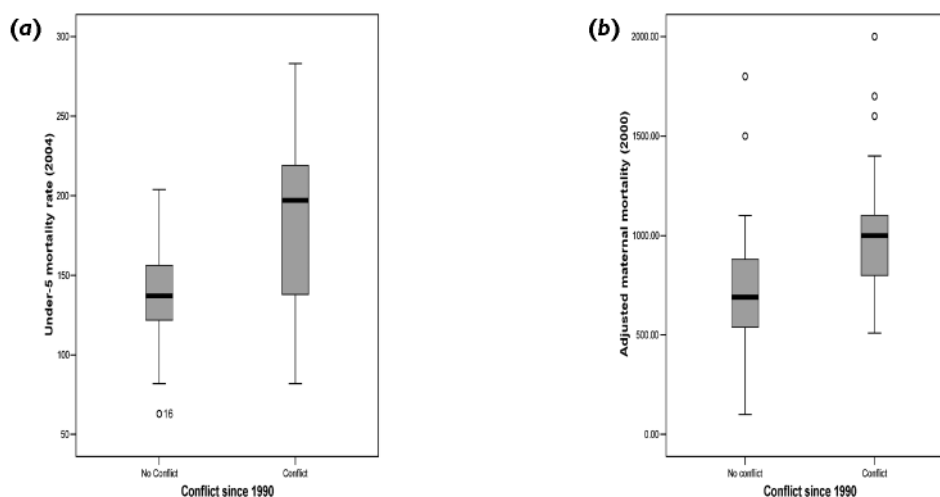 (a)
Under-5 mortality rate (2004)
300
250
200
150
100
50
16
No Conflict
Conflict
Conflict since 1990
(b)
Adjusted maternal mortality (2000)
2000.00
1500.00
1000.00
500.00
0.00
No conflict
Conflict
Conflict since 1990